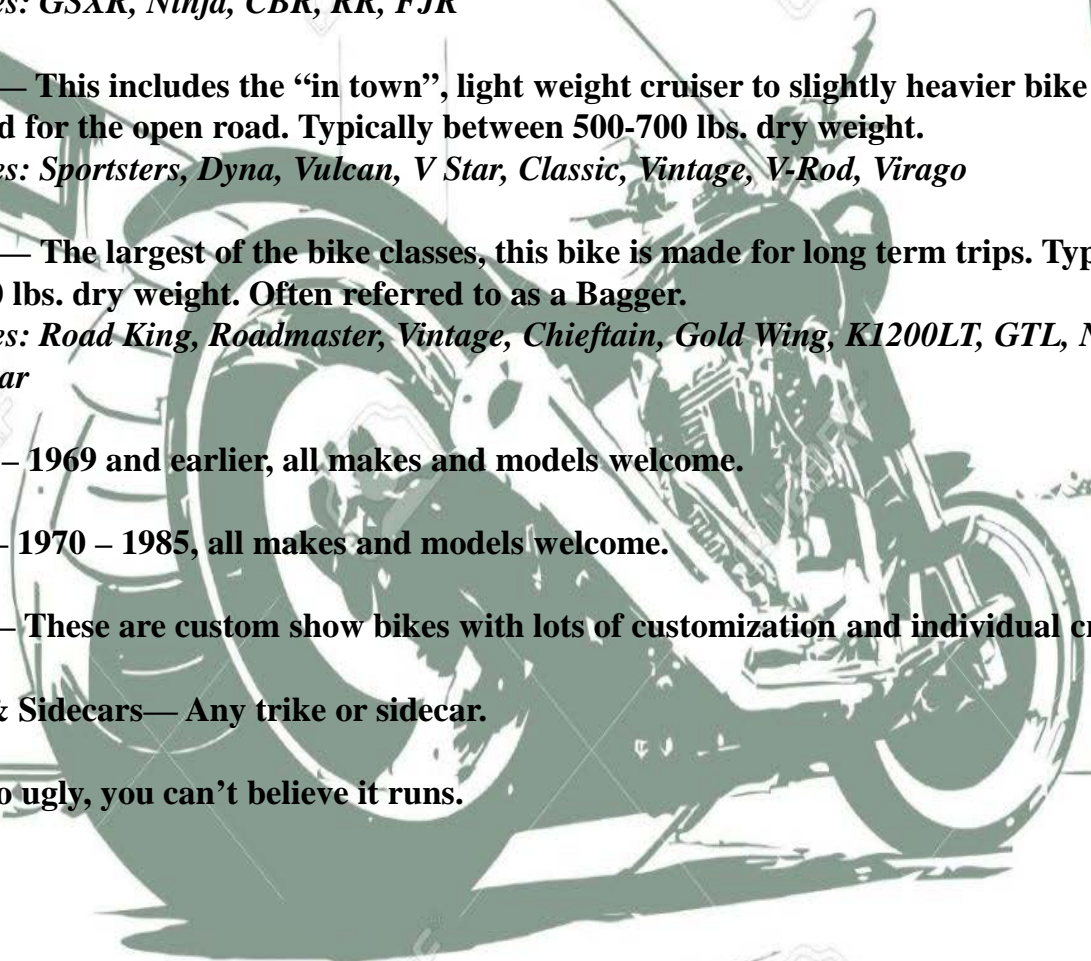 es: GSXR, Ninja, CBR, RR, FJR
— This includes the “in town”, light weight cruiser to slightly heavier bike
d for the open road. Typically between 500-700 lbs. dry weight.
es: Sportsters, Dyna, Vulcan, V Star, Classic, Vintage, V-Rod, Virago
— The largest of the bike classes, this bike is made for long term trips. Typ
0 lbs. dry weight. Often referred to as a Bagger.
es: Road King, Roadmaster, Vintage, Chieftain, Gold Wing, K1200LT, GTL, N
ar
– 1969 and earlier, all makes and models welcome.
– 1970 – 1985, all makes and models welcome.
– These are custom show bikes with lots of customization and individual cr
& Sidecars— Any trike or sidecar.
o ugly, you can’t believe it runs.